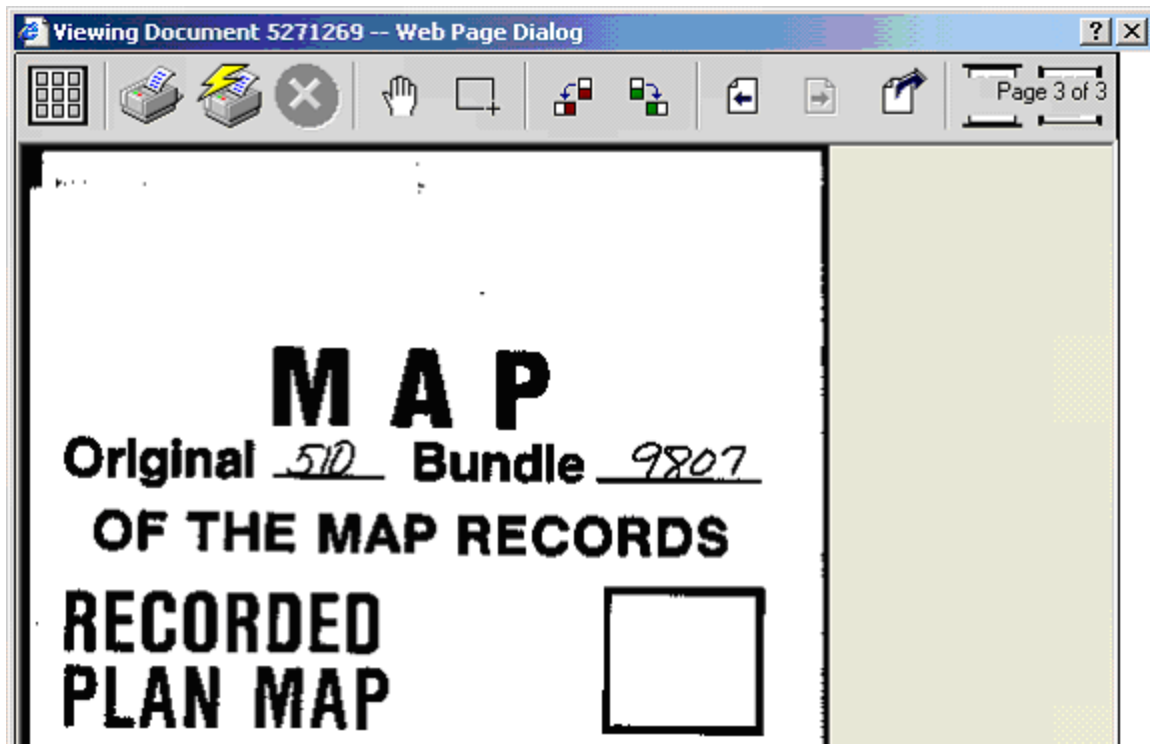 Viewing Document 5271269 -- Web Page Dialog
Page 3 of 3
MAP
Original 510 Bundle 9807
OF THE MAP RECORDS
RECORDED
PLAN MAP